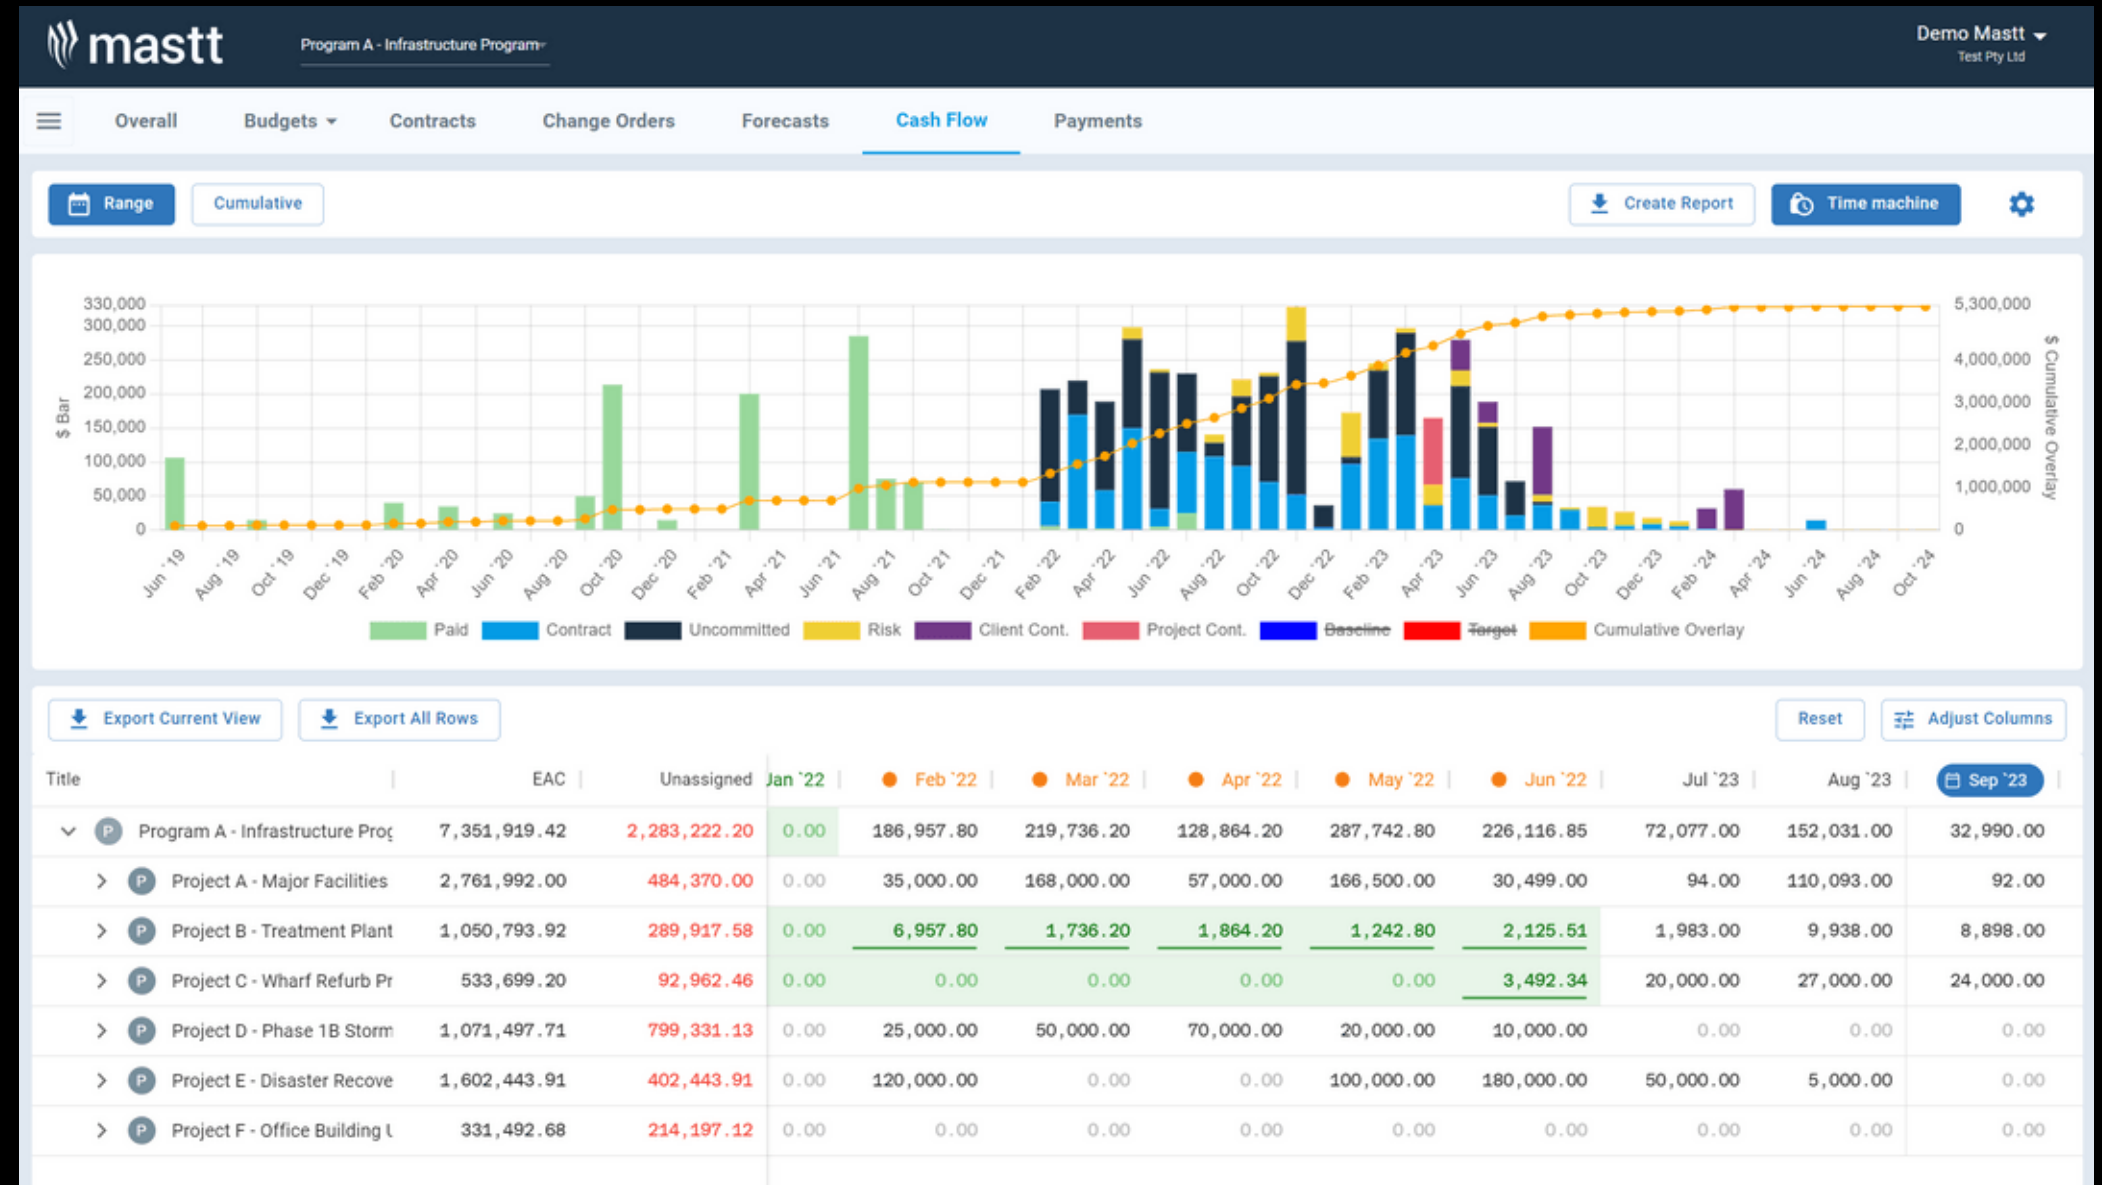 mastt
Program A - Infrastructure Program
Demo Mastt
Test Pty Ltd
Overall Budgets Contracts Change Orders Forecasts Cash Flow Payments
Range Cumulative Create Report Time machine
330,000 5,300,000
300,000
250,000 4,000,000
200,000 3,000,000
150,000 2,000,000
100,000
50,000 1,000,000
0 0
$ Bar
$ Cumulative Overlay
Jun `19 Aug `19 Oct `19 Dec `19 Feb `20 Apr `20 Jun `20 Aug `20 Oct `20 Dec `20 Feb `21 Apr `21 Jun `21 Aug `21 Oct `21 Dec `21 Feb `22 Apr `22 Jun `22 Aug `22 Oct `22 Dec `22 Feb `23 Apr `23 Jun `23 Aug `23 Oct `23 Dec `23 Feb `24 Apr `24 Jun `24 Aug `24 Oct `24
Paid Contract Uncommitted Risk Client Cont. Project Cont. Baseline Target Cumulative Overlay
Export Current View Export All Rows Reset Adjust Columns
Title EAC Unassigned Jan `22 Feb `22 Mar `22 Apr `22 May `22 Jun `22 Jul `23 Aug `23 Sep `23
P Program A - Infrastructure Prog 7,351,919.42 2,283,222.20 0.00 186,957.80 219,736.20 128,864.20 287,742.80 226,116.85 72,077.00 152,031.00 32,990.00
P Project A - Major Facilities 2,761,992.00 484,370.00 0.00 35,000.00 168,000.00 57,000.00 166,500.00 30,499.00 94.00 110,093.00 92.00
P Project B - Treatment Plant 1,050,793.92 289,917.58 0.00 6,957.80 1,736.20 1,864.20 1,242.80 2,125.51 1,983.00 9,938.00 8,898.00
P Project C - Wharf Refurb Pr 533,699.20 92,962.46 0.00 0.00 0.00 0.00 0.00 3,492.34 20,000.00 27,000.00 24,000.00
P Project D - Phase 1B Storm 1,071,497.71 799,331.13 0.00 25,000.00 50,000.00 70,000.00 20,000.00 10,000.00 0.00 0.00 0.00
P Project E - Disaster Recove 1,602,443.91 402,443.91 0.00 120,000.00 0.00 0.00 100,000.00 180,000.00 50,000.00 5,000.00 0.00
P Project F - Office Building U 331,492.68 214,197.12 0.00 0.00 0.00 0.00 0.00 0.00 0.00 0.00 0.00